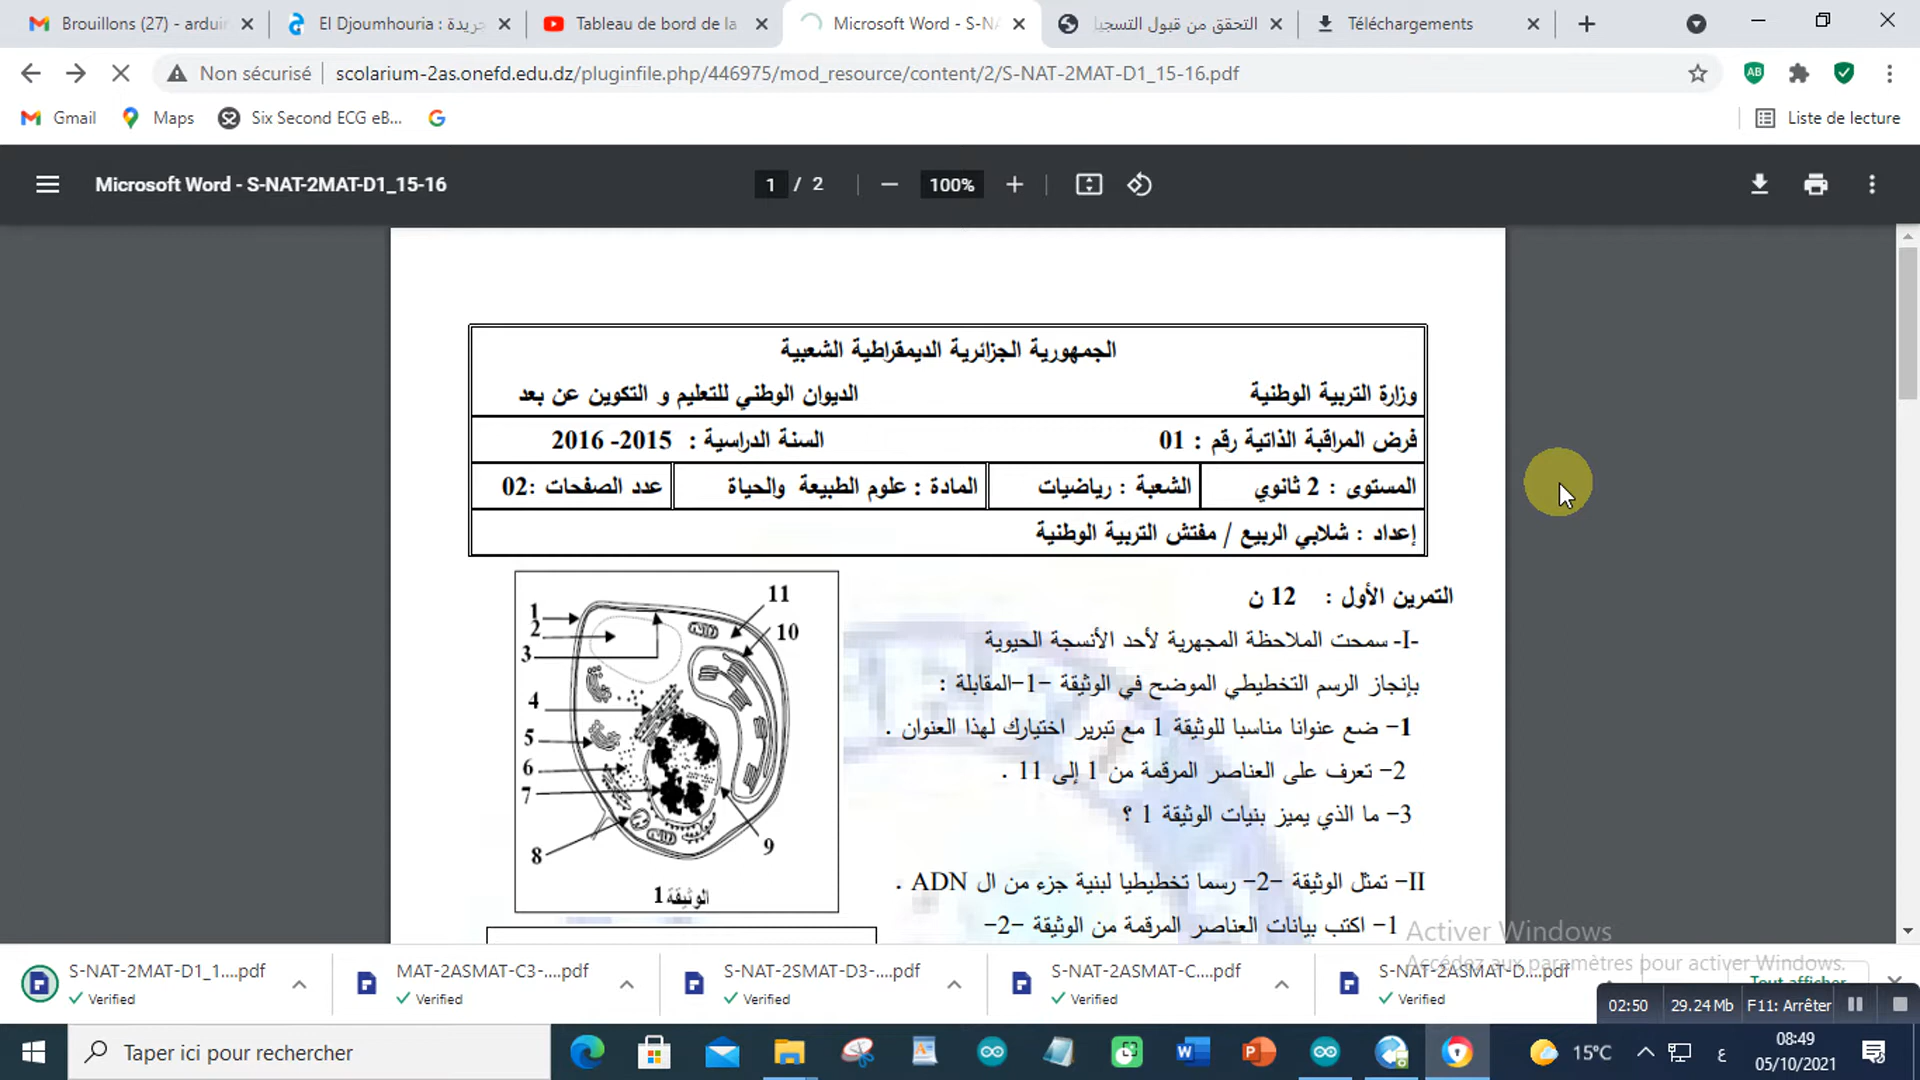 Brouillons (27) - arduin
El Djoumhouria : جريدة
Tableau de bord de la
Microsoft Word - S-NA
التحقق من قبول التسجيل
Téléchargements
Non sécurisé
scolarium-2as.onefd.edu.dz/pluginfile.php/446975/mod_resource/content/2/S-NAT-2MAT-D1_15-16.pdf
Gmail
Maps
Six Second ECG eB...
Liste de lecture
Microsoft Word - S-NAT-2MAT-D1_15-16
1 / 2
100%
الجمهورية الجزائرية الديمقراطية الشعبية
وزارة التربية الوطنية
الديوان الوطني للتعليم و التكوين عن بعد
فرض المراقبة الذاتية رقم : 01
السنة الدراسية : 2015- 2016
المستوى : 2 ثانوي
الشعبة : رياضيات
المادة : علوم الطبيعة والحياة
عدد الصفحات :02
إعداد : شلابي الربيع / مفتش التربية الوطنية
التمرين الأول : 12 ن
-I- سمحت الملاحظة المجهرية لأحد الأنسجة الحيوية
بإنجاز الرسم التخطيطي الموضح في الوثيقة -1-المقابلة :
1- ضع عنوانا مناسبا للوثيقة 1 مع تبرير اختيارك لهذا العنوان .
2- تعرف على العناصر المرقمة من 1 إلى 11 .
3- ما الذي يميز بنيات الوثيقة 1 ؟
II- تمثل الوثيقة -2- رسما تخطيطيا لبنية جزء من ال ADN .
1- اكتب بيانات العناصر المرقمة من الوثيقة -2-
1
2
3
4
5
6
7
8
9
10
11
الوثيقة 1
Activer Windows
Accédez aux paramètres pour activer Windows.
S-NAT-2MAT-D1_1....pdf
Verified
MAT-2ASMAT-C3-....pdf
Verified
S-NAT-2SMAT-D3-....pdf
Verified
S-NAT-2ASMAT-C....pdf
Verified
S-NAT-2ASMAT-D....pdf
Verified
Tout afficher
02:50
29.24 Mb
F11: Arrêter
Taper ici pour rechercher
15°C
ع
08:49
05/10/2021